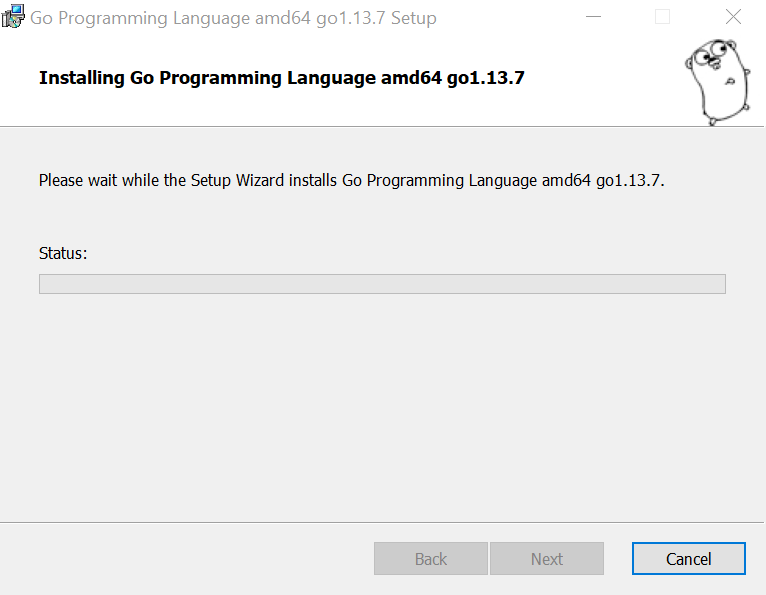 Go Programming Language amd64 go1.13.7 Setup
Installing Go Programming Language amd64 go1.13.7
Please wait while the Setup Wizard installs Go Programming Language amd64 go1.13.7.
Status:
Back Next Cancel